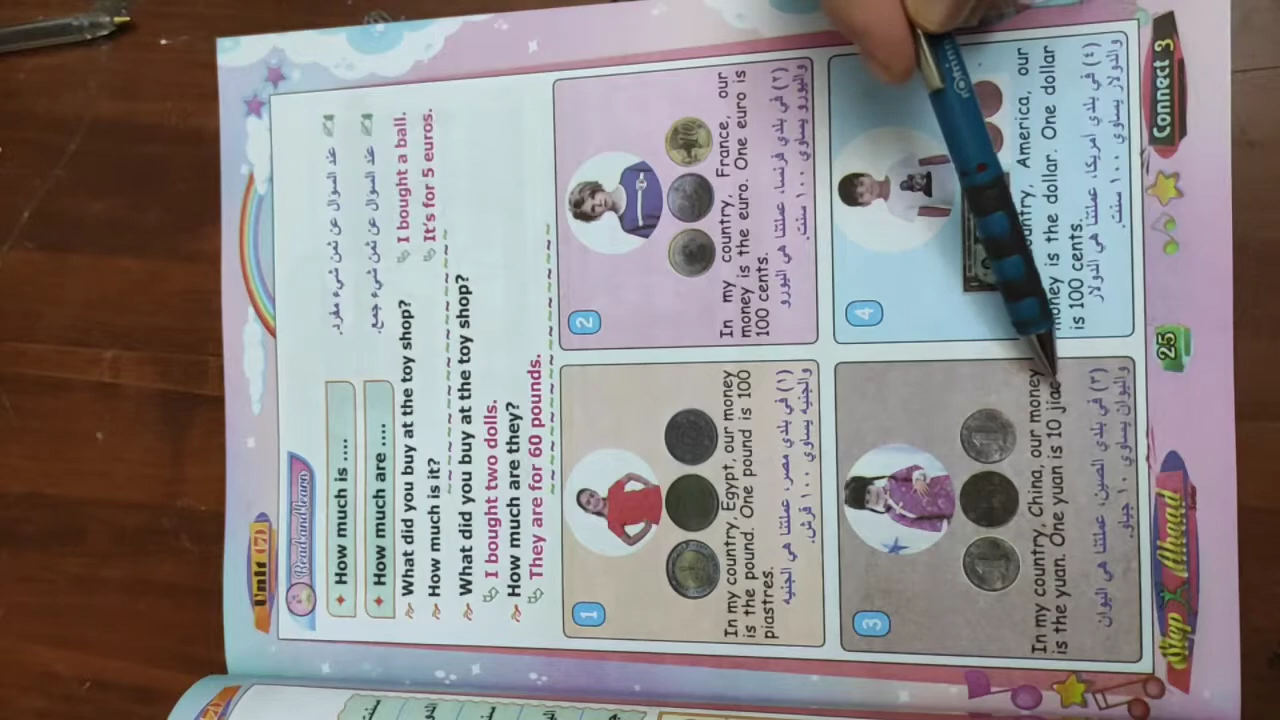 Unit (7)
Read and learn
How much is ....
عند السؤال عن ثمن شيء مفرد.
How much are ....
عند السؤال عن ثمن شيء جمع.
What did you buy at the toy shop?
I bought a ball.
How much is it?
It's for 5 euros.
What did you buy at the toy shop?
I bought two dolls.
How much are they?
They are for 60 pounds.
1
In my country, Egypt, our money
is the pound. One pound is 100
piastres.
(١) في بلدي مصر، عملتنا هي الجنيه
والجنيه يساوي ١٠٠ قرش.
2
In my country, France, our
money is the euro. One euro is
100 cents.
(٢) في بلدي فرنسا، عملتنا هي اليورو
واليورو يساوي ١٠٠ سنت.
3
In my country, China, our money
is the yuan. One yuan is 10
(٣) في بلدي الصين، عملتنا هي اليوان
واليوان يساوي ١٠ جياو.
4
America, our
money is the dollar. One dollar
is 100 cents.
(٤) في بلدي أمريكا، عملتنا هي الدولار
والدولار يساوي ١٠٠ سنت.
Step Ahead
25
Connect 3